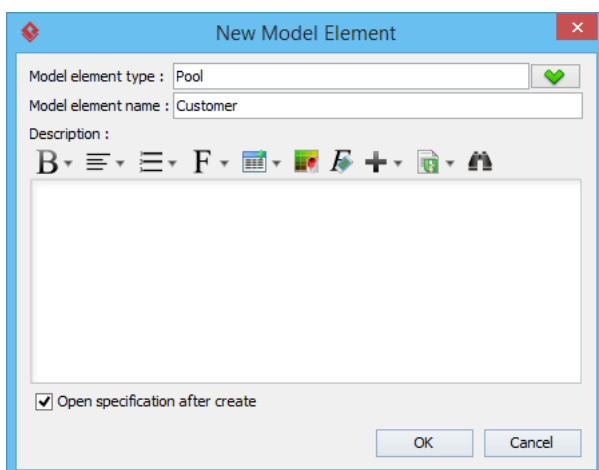 New Model Element
Model element type : Pool
Model element name : Customer
Description :
B F F
Open specification after create
OK Cancel